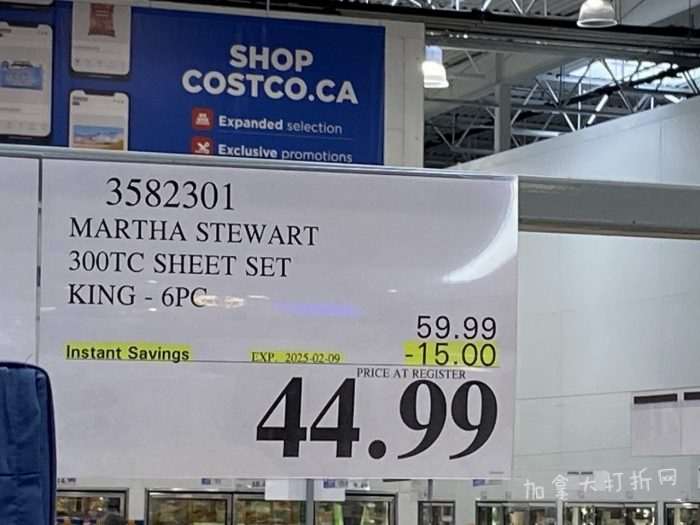 SHOP
COSTCO.CA
Expanded selection
Exclusive promotions
3582301
MARTHA STEWART
300TC SHEET SET
KING - 6PC
59.99
Instant Savings EXP. 2025-02-09 -15.00
PRICE AT REGISTER
44.99
加拿大打折网